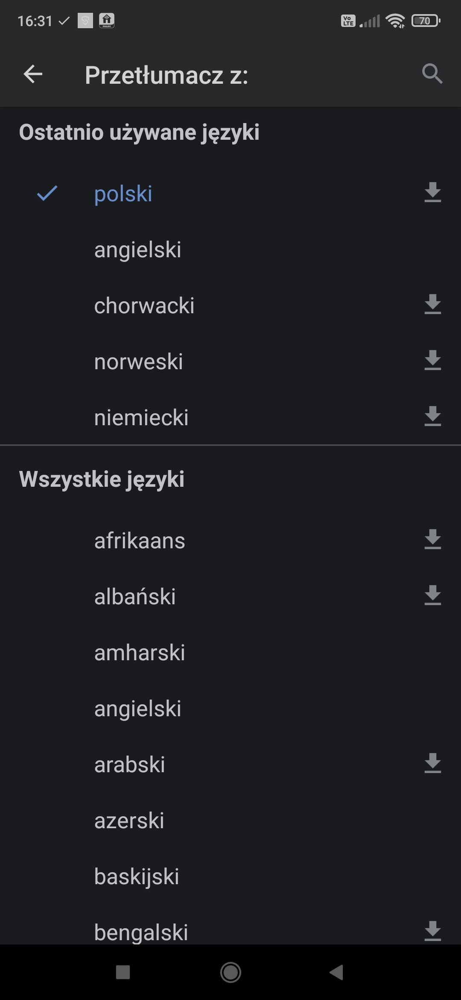 16:31
PHILIPS
Vo LTE
70
Przetłumacz z:
Ostatnio używane języki
polski
angielski
chorwacki
norweski
niemiecki
Wszystkie języki
afrikaans
albański
amharski
angielski
arabski
azerski
baskijski
bengalski